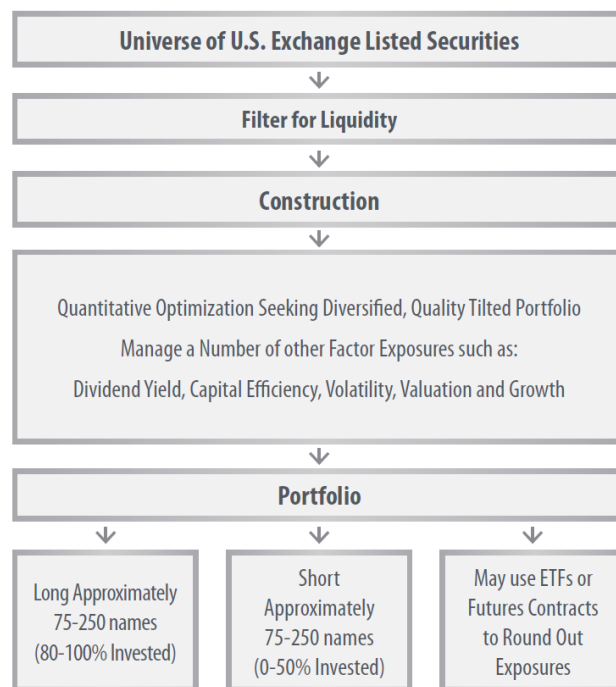 Universe of U.S. Exchange Listed Securities
Filter for Liquidity
Construction
Quantitative Optimization Seeking Diversified, Quality Tilted Portfolio
Manage a Number of other Factor Exposures such as:
Dividend Yield, Capital Efficiency, Volatility, Valuation and Growth
Portfolio
Long Approximately
75-250 names
(80-100% Invested)
Short
Approximately
75-250 names
(0-50% Invested)
May use ETFs or
Futures Contracts
to Round Out
Exposures